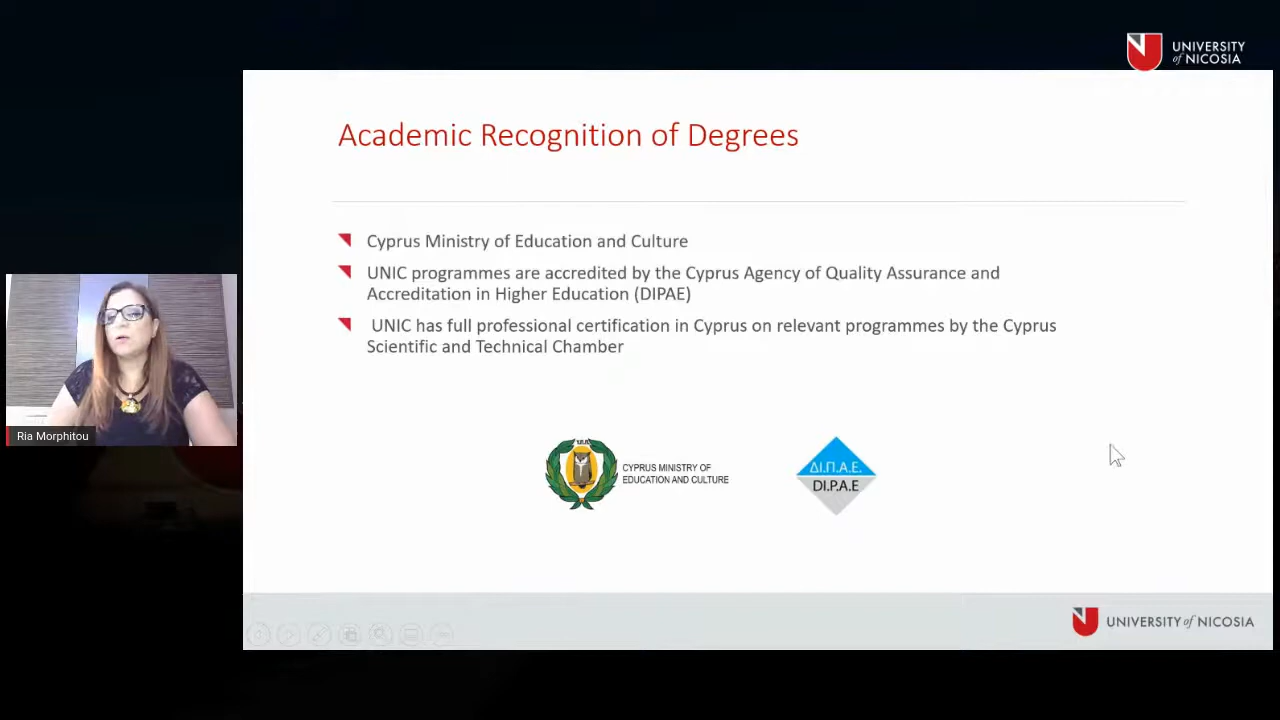 UNIVERSITY
of NICOSIA
Academic Recognition of Degrees
Cyprus Ministry of Education and Culture
UNIC programmes are accredited by the Cyprus Agency of Quality Assurance and
Accreditation in Higher Education (DIPAE)
UNIC has full professional certification in Cyprus on relevant programmes by the Cyprus
Scientific and Technical Chamber
Ria Morphitou
CYPRUS MINISTRY OF
EDUCATION AND CULTURE
ΔΙ.Π.Α.Ε.
DI.P.A.E
UNIVERSITY of NICOSIA